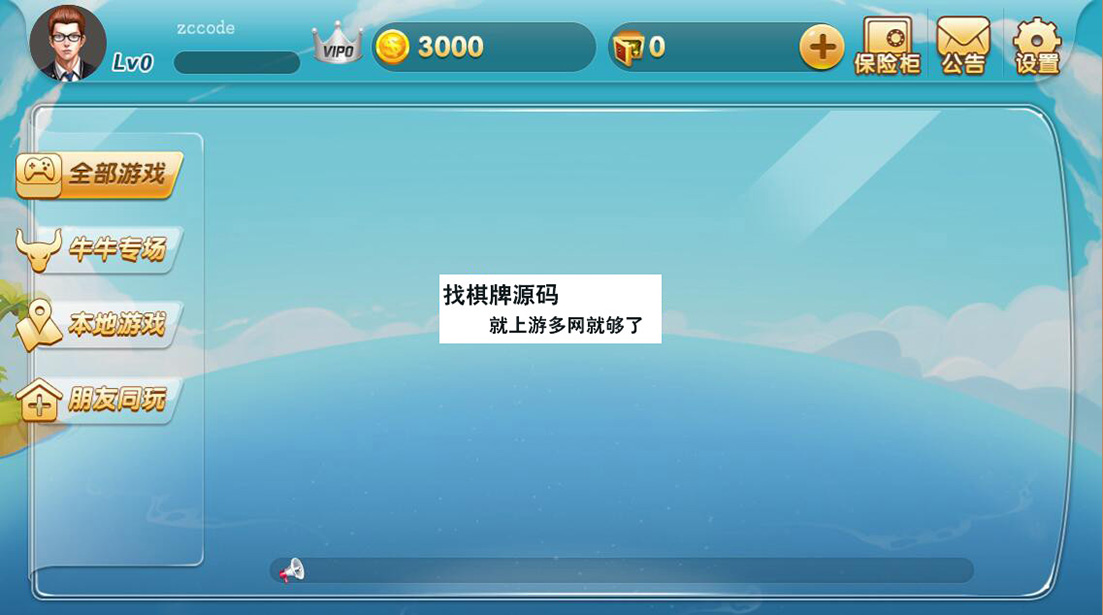 zccode
Lv0
VIP0
3000
0
保险柜
公告
设置
全部游戏
牛牛专场
本地游戏
朋友同玩
找棋牌源码
就上游多网就够了